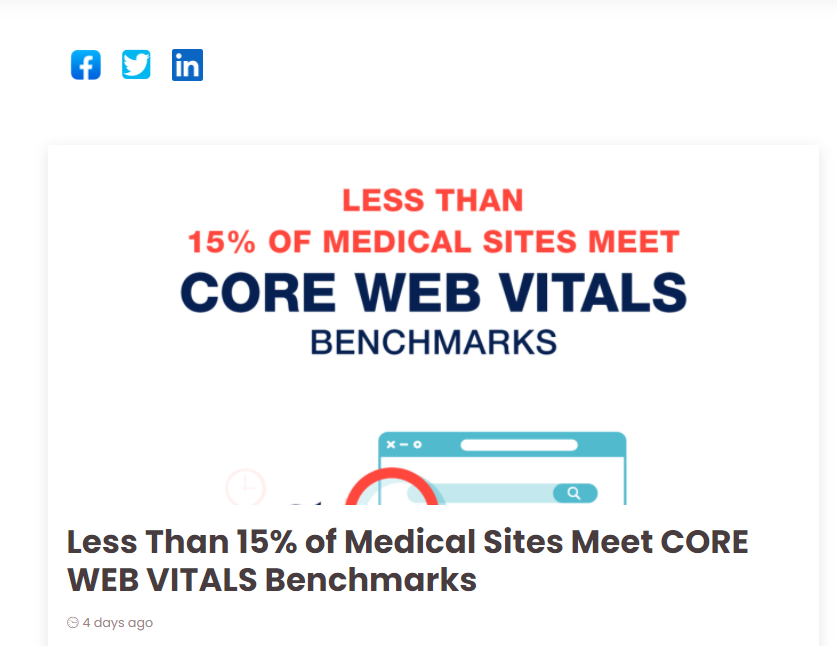 LESS THAN
15% OF MEDICAL SITES MEET
CORE WEB VITALS
BENCHMARKS
Less Than 15% of Medical Sites Meet CORE
WEB VITALS Benchmarks
4 days ago